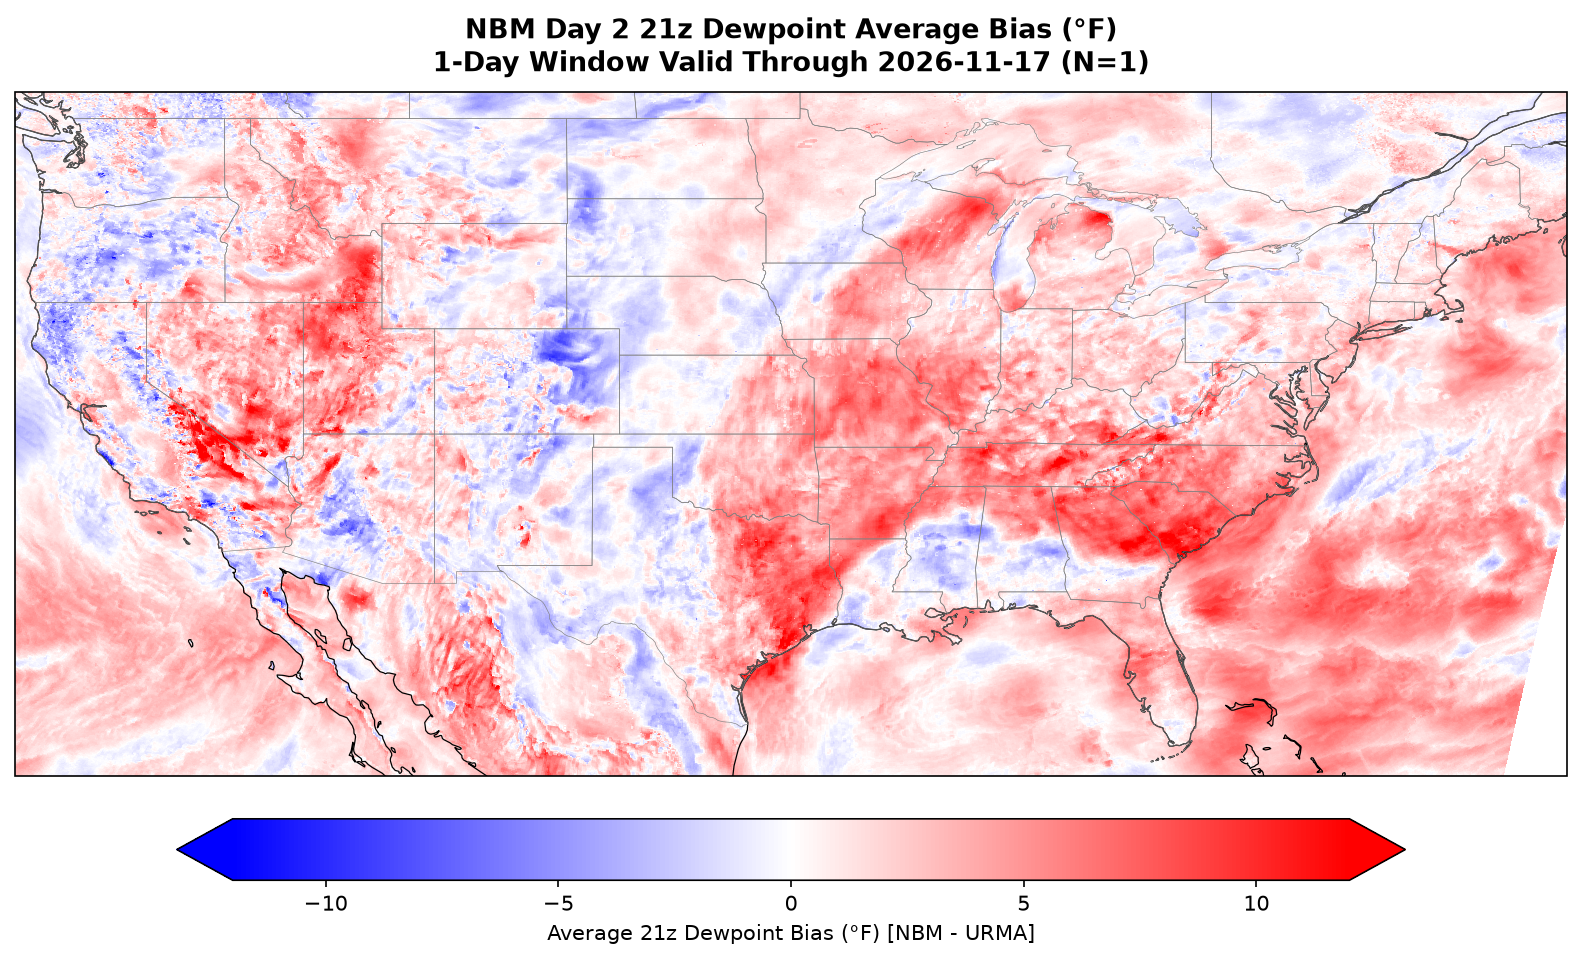 NBM Day 2 21z Dewpoint Average Bias (°F)
1-Day Window Valid Through 2026-11-17 (N=1)
−10 −5 0 5 10
Average 21z Dewpoint Bias (°F) [NBM - URMA]